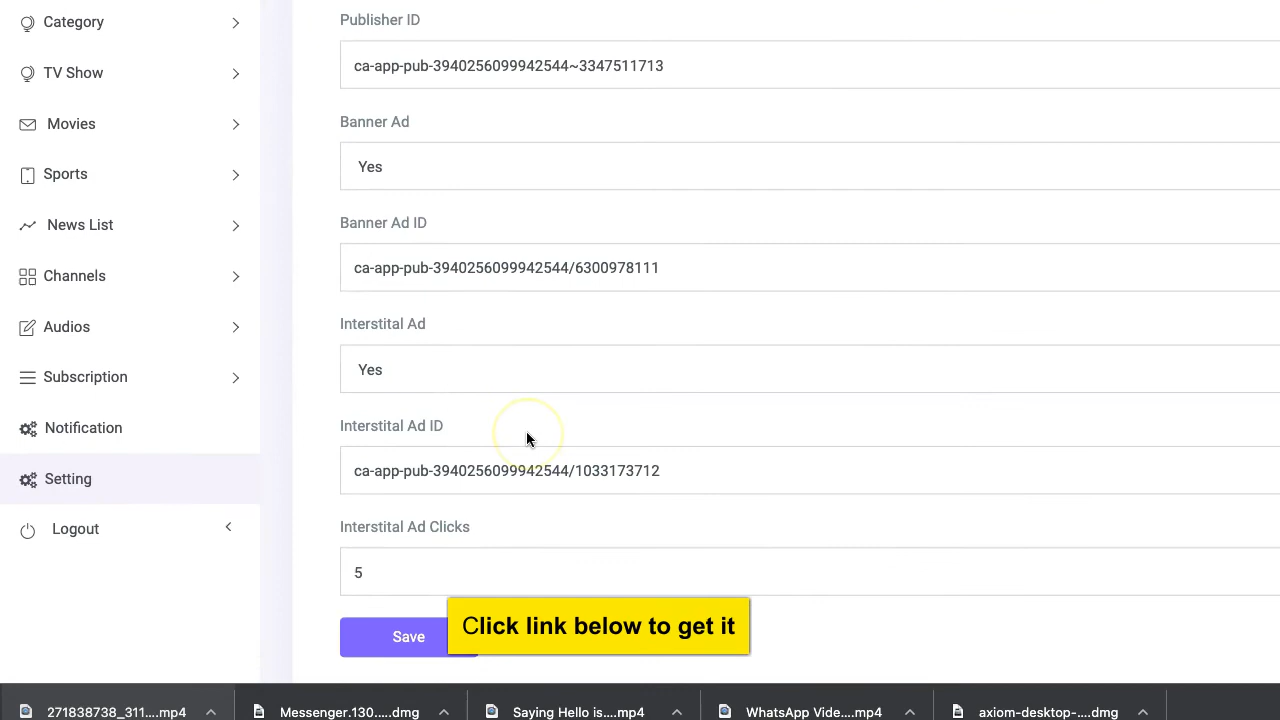 Category
TV Show
Movies
Sports
News List
Channels
Audios
Subscription
Notification
Setting
Logout
Publisher ID
ca-app-pub-3940256099942544~3347511713
Banner Ad
Yes
Banner Ad ID
ca-app-pub-3940256099942544/6300978111
Interstital Ad
Yes
Interstital Ad ID
ca-app-pub-3940256099942544/1033173712
Interstital Ad Clicks
5
Save
Click link below to get it
271838738_311....mp4
Messenger.130.....dmg
Saying Hello is....mp4
WhatsApp Vide....mp4
axiom-desktop-....dmg